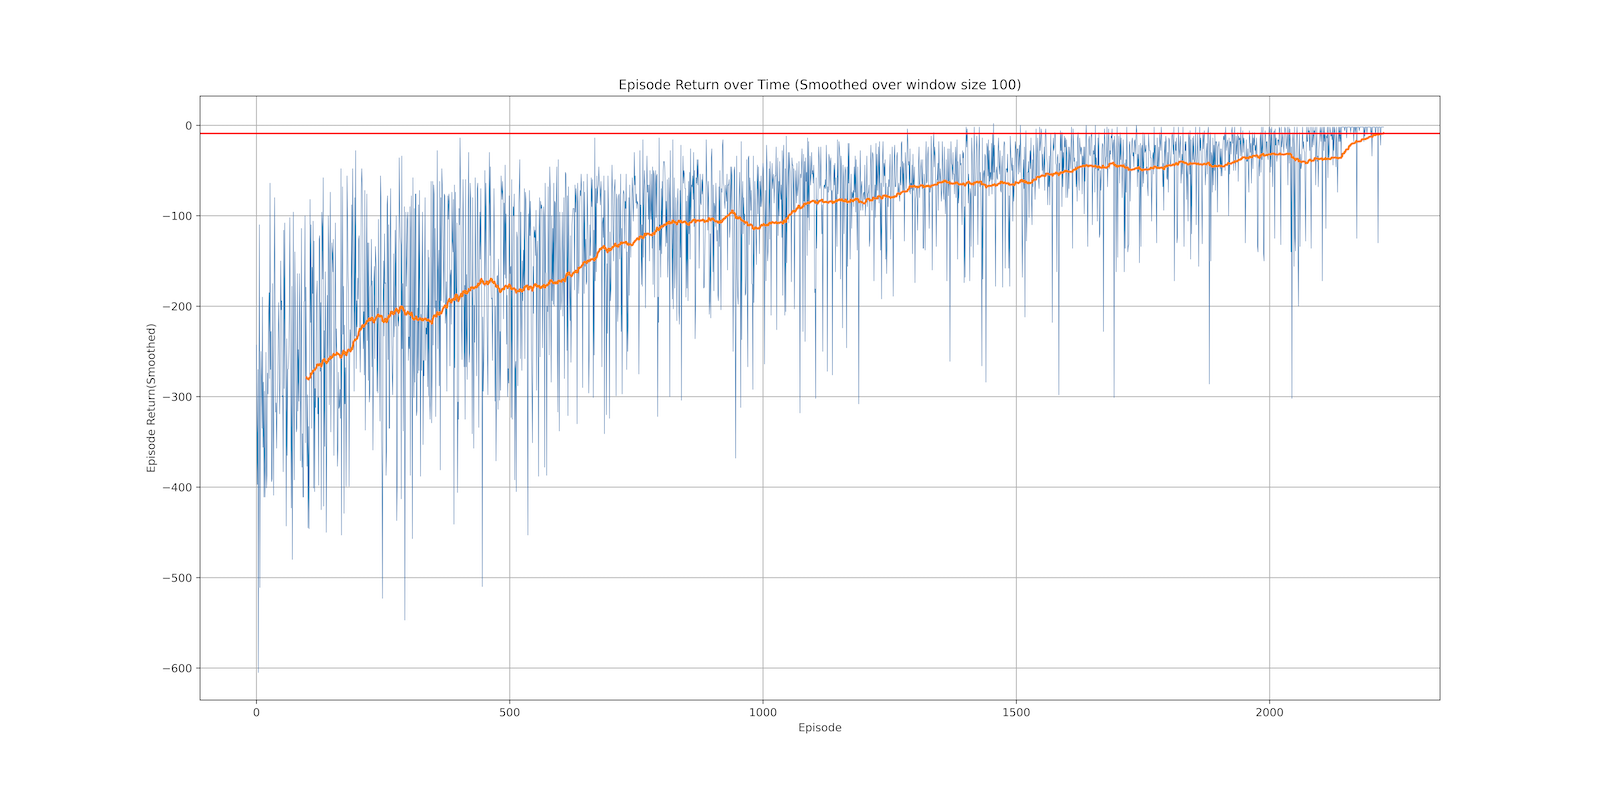 Episode Return over Time (Smoothed over window size 100)
0
−100
−200
−300
−400
−500
−600
Episode Return(Smoothed)
0 500 1000 1500 2000
Episode